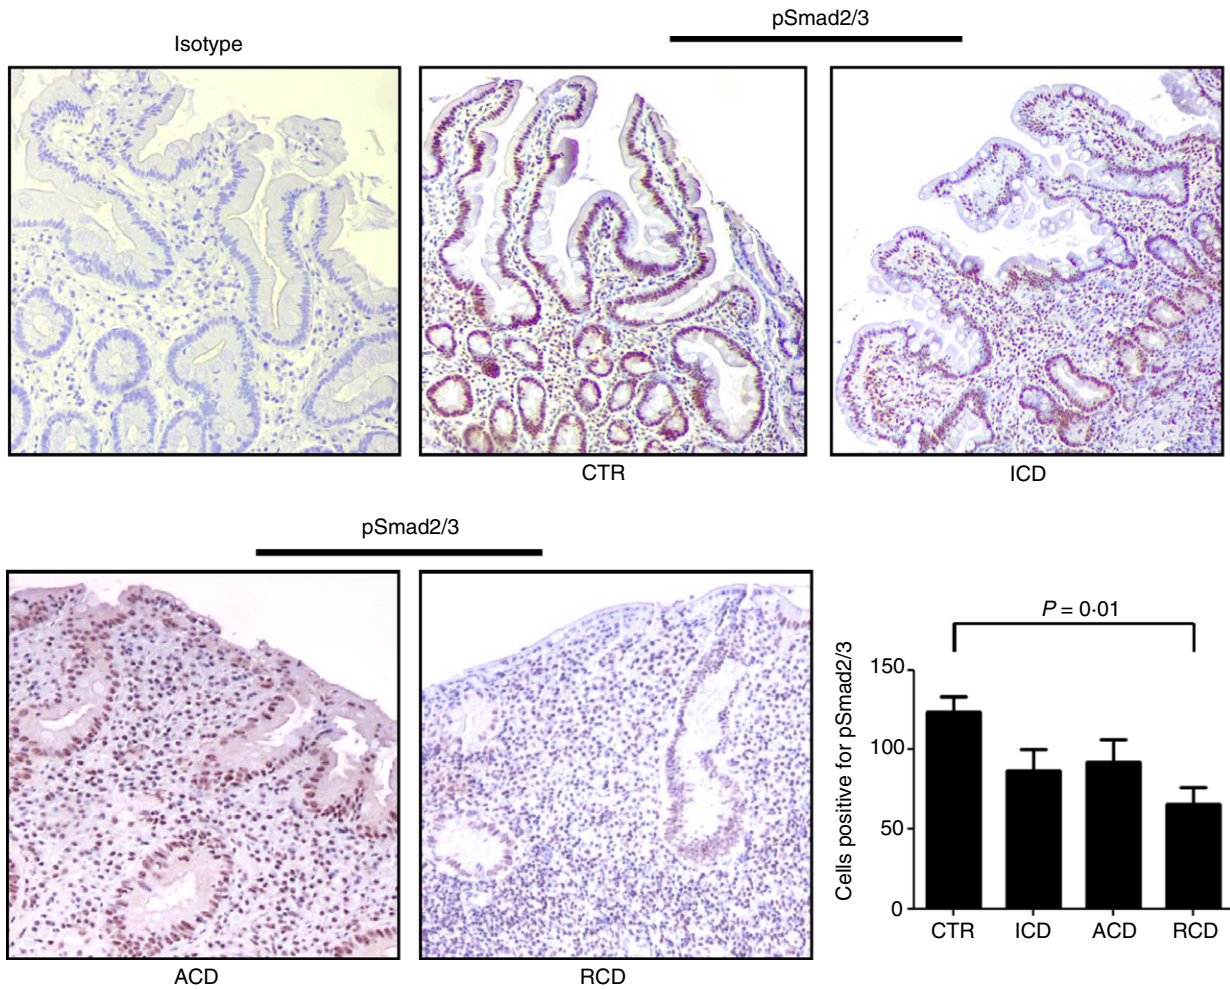 pSmad2/3
Isotype
CTR
ICD
pSmad2/3
ACD
RCD
P = 0·01
Cells positive for pSmad2/3
150
100
50
0
CTR ICD ACD RCD